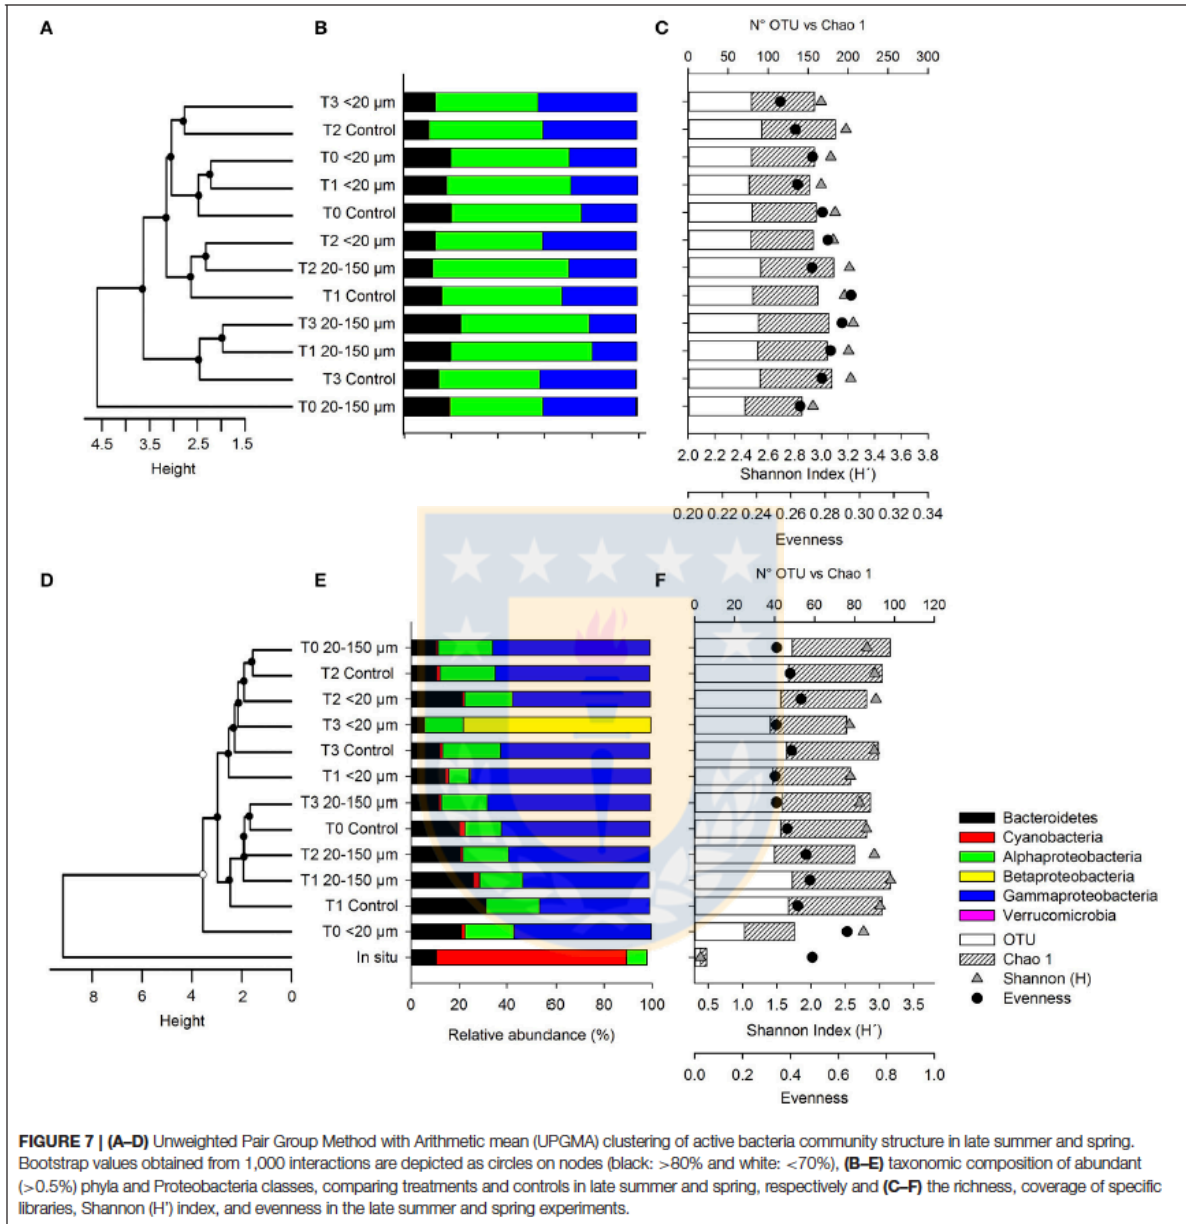 A
B
C
N° OTU vs Chao 1
0 50 100 150 200 250 300
T3 <20 µm
T2 Control
T0 <20 µm
T1 <20 µm
T0 Control
T2 <20 µm
T2 20-150 µm
T1 Control
T3 20-150 µm
T1 20-150 µm
T3 Control
T0 20-150 µm
4.5 3.5 2.5 1.5
Height
2.0 2.2 2.4 2.6 2.8 3.0 3.2 3.4 3.6 3.8
Shannon Index (H´)
0.20 0.22 0.24 0.26 0.28 0.30 0.32 0.34
Evenness
D
E
F
N° OTU vs Chao 1
0 20 40 60 80 100 120
T0 20-150 µm
T2 Control
T2 <20 µm
T3 <20 µm
T3 Control
T1 <20 µm
T3 20-150 µm
T0 Control
T2 20-150 µm
T1 20-150 µm
T1 Control
T0 <20 µm
In situ
8 6 4 2 0
Height
0 20 40 60 80 100
Relative abundance (%)
0.5 1.0 1.5 2.0 2.5 3.0 3.5
Shannon Index (H´)
0.0 0.2 0.4 0.6 0.8 1.0
Evenness
Bacteroidetes
Cyanobacteria
Alphaproteobacteria
Betaproteobacteria
Gammaproteobacteria
Verrucomicrobia
OTU
Chao 1
Shannon (H)
Evenness
FIGURE 7 | (A–D) Unweighted Pair Group Method with Arithmetic mean (UPGMA) clustering of active bacteria community structure in late summer and spring.
Bootstrap values obtained from 1,000 interactions are depicted as circles on nodes (black: >80% and white: <70%), (B–E) taxonomic composition of abundant
(>0.5%) phyla and Proteobacteria classes, comparing treatments and controls in late summer and spring, respectively and (C–F) the richness, coverage of specific
libraries, Shannon (H') index, and evenness in the late summer and spring experiments.